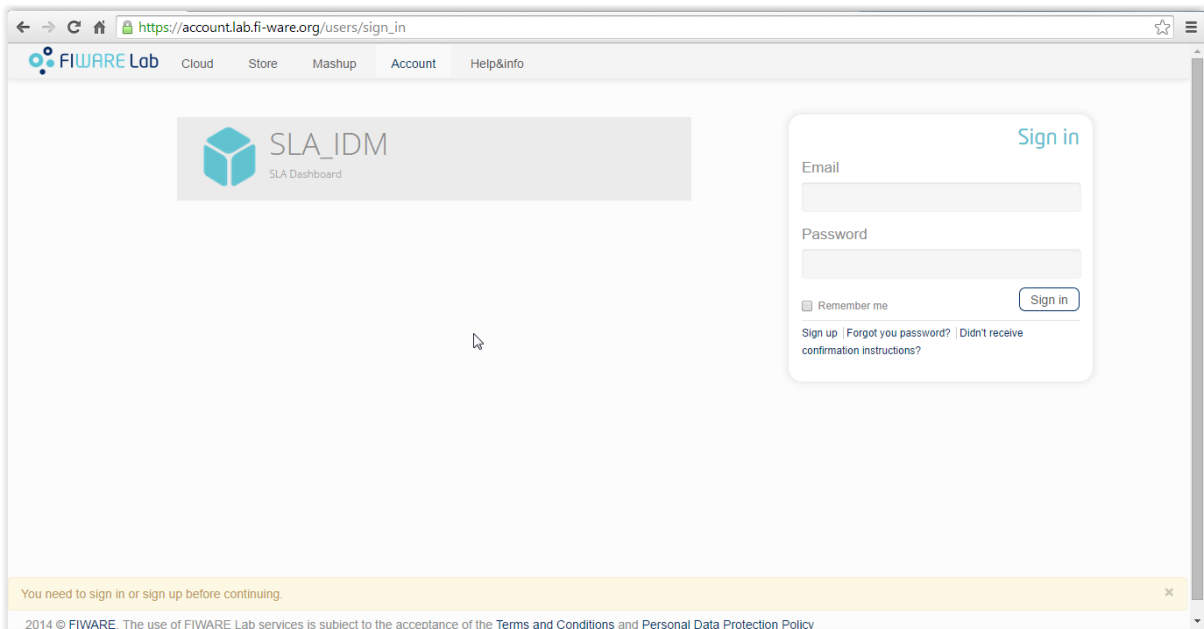 https://account.lab.fi-ware.org/users/sign_in
FIWARE Lab Cloud Store Mashup Account Help&info
SLA_IDM
SLA Dashboard
Sign in
Email
Password
Remember me
Sign in
Sign up | Forgot you password? | Didn't receive
confirmation instructions?
You need to sign in or sign up before continuing. ×
2014 © FIWARE. The use of FIWARE Lab services is subject to the acceptance of the Terms and Conditions and Personal Data Protection Policy